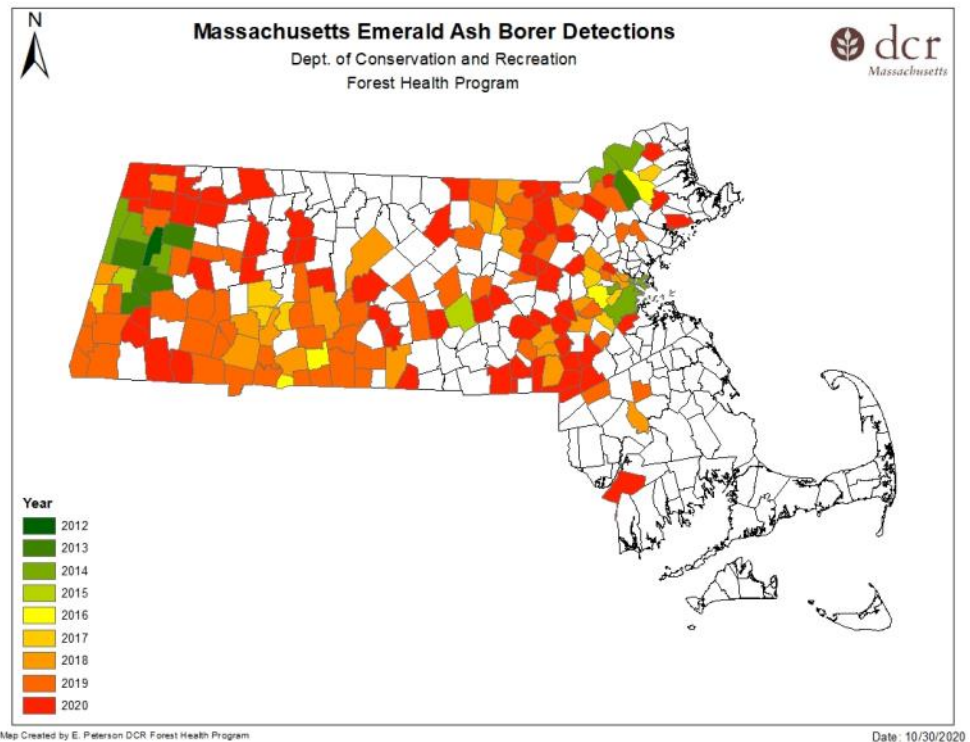 N
Massachusetts Emerald Ash Borer Detections
Dept. of Conservation and Recreation
Forest Health Program
dcr
Massachusetts
Year
2012
2013
2014
2015
2016
2017
2018
2019
2020
Map Created by E. Peterson DCR Forest Health Program
Date: 10/30/2020